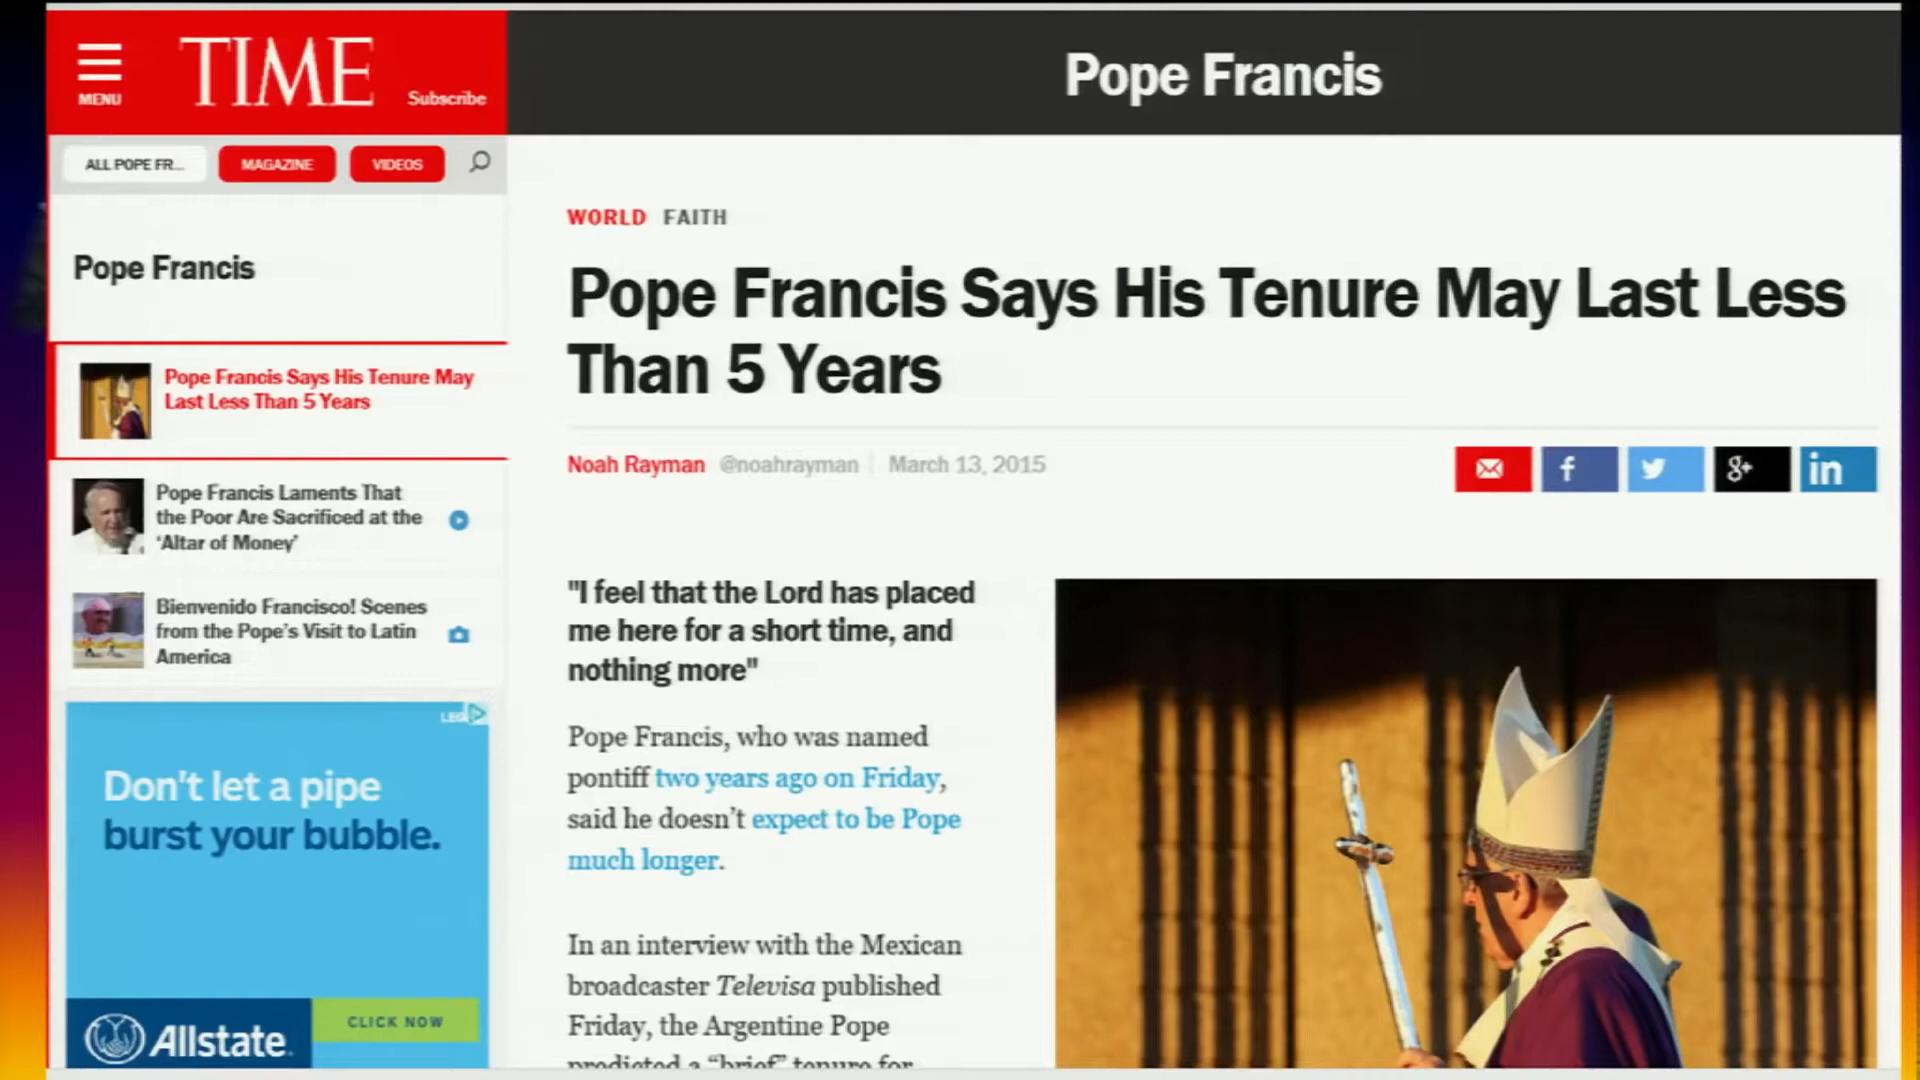 MENU
TIME
Subscribe
Pope Francis
ALL POPE FR...
MAGAZINE
VIDEOS
Pope Francis
Pope Francis Says His Tenure May
Last Less Than 5 Years
Pope Francis Laments That
the Poor Are Sacrificed at the
‘Altar of Money’
Bienvenido Francisco! Scenes
from the Pope’s Visit to Latin
America
Don't let a pipe
burst your bubble.
Allstate.
CLICK NOW
WORLD FAITH
Pope Francis Says His Tenure May Last Less
Than 5 Years
Noah Rayman @noahrayman March 13, 2015
f
g+
in
"I feel that the Lord has placed
me here for a short time, and
nothing more"
Pope Francis, who was named
pontiff two years ago on Friday,
said he doesn’t expect to be Pope
much longer.
In an interview with the Mexican
broadcaster Televisa published
Friday, the Argentine Pope
predicted a “brief” tenure for